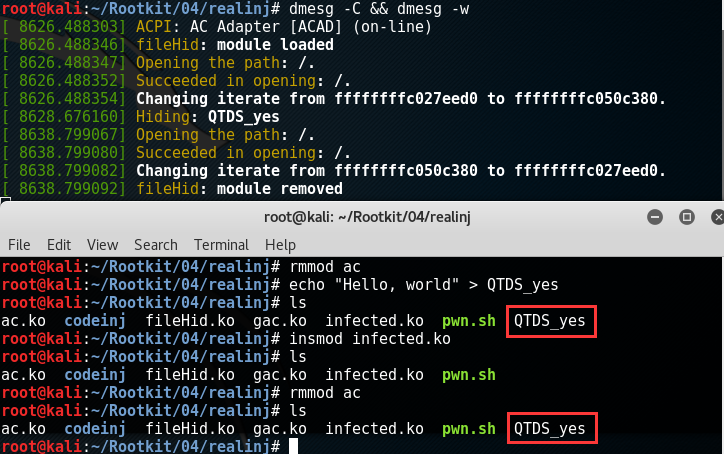 root@kali:~/Rootkit/04/realinj# dmesg -C && dmesg -w
[ 8626.488303] ACPI: AC Adapter [ACAD] (on-line)
[ 8626.488346] fileHid: module loaded
[ 8626.488347] Opening the path: /.
[ 8626.488352] Succeeded in opening: /.
[ 8626.488354] Changing iterate from ffffffffc027eed0 to ffffffffc050c380.
[ 8628.676160] Hiding: QTDS_yes
[ 8638.799067] Opening the path: /.
[ 8638.799080] Succeeded in opening: /.
[ 8638.799082] Changing iterate from ffffffffc050c380 to ffffffffc027eed0.
[ 8638.799092] fileHid: module removed
root@kali: ~/Rootkit/04/realinj
File Edit View Search Terminal Help
root@kali:~/Rootkit/04/realinj# rmmod ac
root@kali:~/Rootkit/04/realinj# echo "Hello, world" > QTDS_yes
root@kali:~/Rootkit/04/realinj# ls
ac.ko codeinj fileHid.ko gac.ko infected.ko pwn.sh QTDS_yes
root@kali:~/Rootkit/04/realinj# insmod infected.ko
root@kali:~/Rootkit/04/realinj# ls
ac.ko codeinj fileHid.ko gac.ko infected.ko pwn.sh
root@kali:~/Rootkit/04/realinj# rmmod ac
root@kali:~/Rootkit/04/realinj# ls
ac.ko codeinj fileHid.ko gac.ko infected.ko pwn.sh QTDS_yes
root@kali:~/Rootkit/04/realinj#